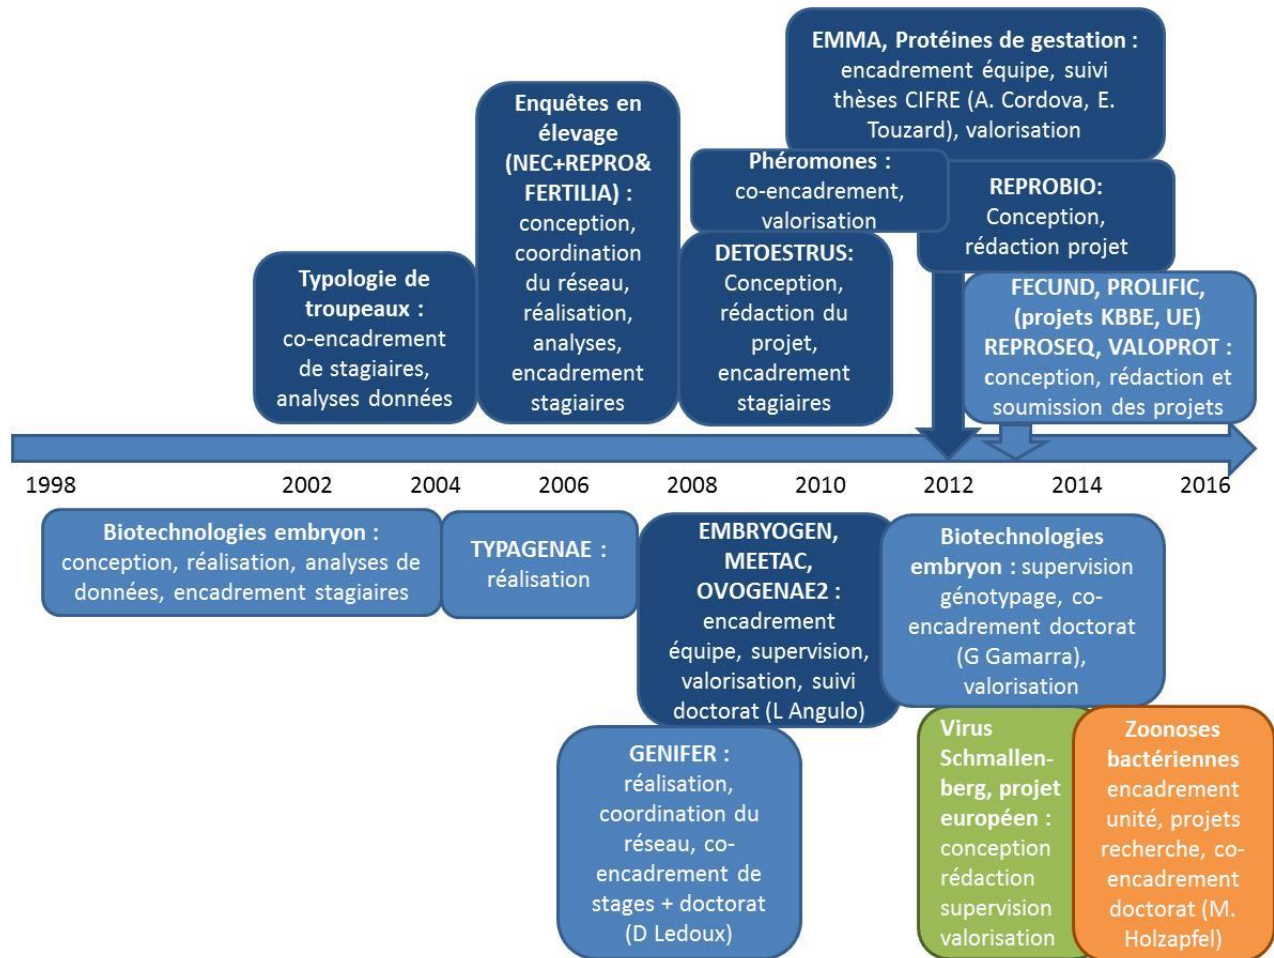 EMMA, Protéines de gestation :
encadrement équipe, suivi
thèses CIFRE (A. Cordova, E.
Touzard), valorisation
Enquêtes en
élevage
(NEC+REPRO&
FERTILIA) :
conception,
coordination
du réseau,
réalisation,
analyses,
encadrement
stagiaires
Phéromones :
co-encadrement,
valorisation
REPROBIO:
Conception,
rédaction projet
Typologie de
troupeaux :
co-encadrement
de stagiaires,
analyses données
DETOESTRUS:
Conception,
rédaction du
projet,
encadrement
stagiaires
FECUND, PROLIFIC,
(projets KBBE, UE)
REPROSEQ, VALOPROT :
conception, rédaction et
soumission des projets
1998 2002 2004 2006 2008 2010 2012 2014 2016
Biotechnologies embryon :
conception, réalisation, analyses de
données, encadrement stagiaires
TYPAGENAE :
réalisation
EMBRYOGEN,
MEETAC,
OVOGENAE2 :
encadrement
équipe, supervision,
valorisation, suivi
doctorat (L Angulo)
Biotechnologies
embryon : supervision
génotypage, co-
encadrement doctorat
(G Gamarra),
valorisation
GENIFER :
réalisation,
coordination du
réseau, co-
encadrement de
stages + doctorat
(D Ledoux)
Virus
Schmallen-
berg, projet
européen :
conception
rédaction
supervision
valorisation
Zoonoses
bactériennes
encadrement
unité, projets
recherche, co-
encadrement
doctorat (M.
Holzapfel)